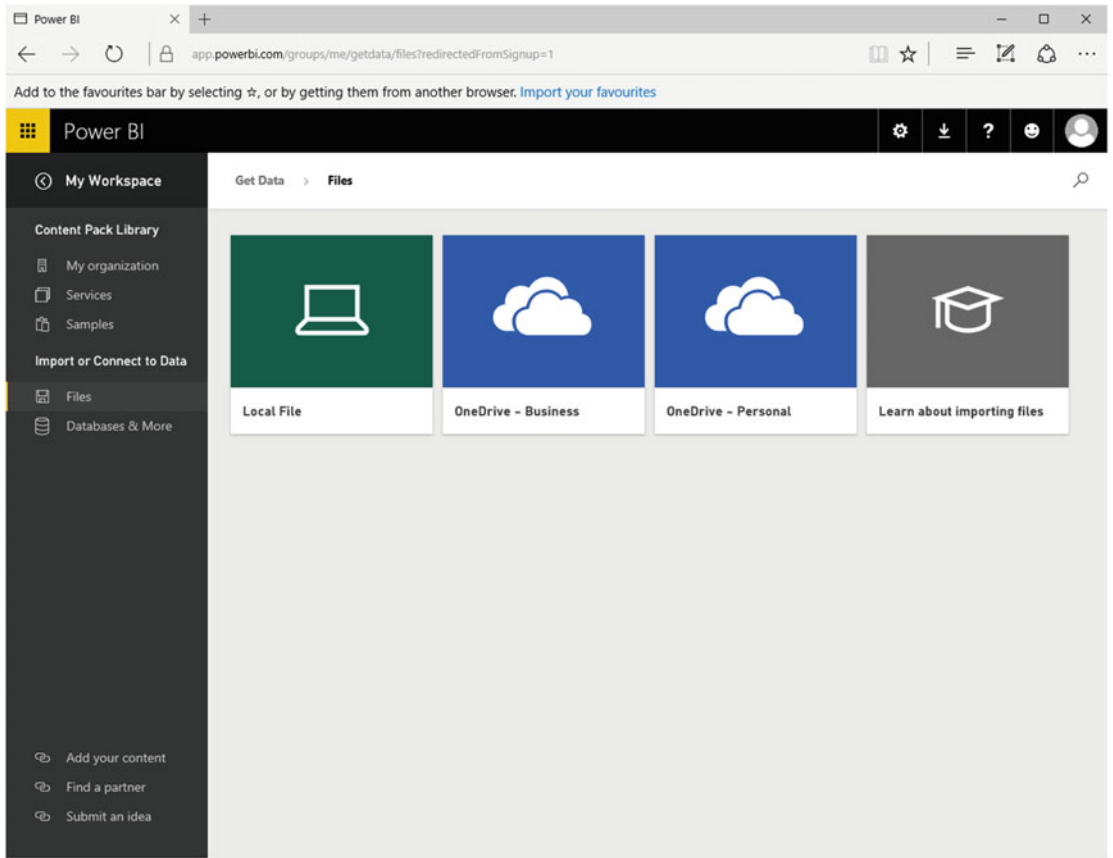 Power BI
app.powerbi.com/groups/me/getdata/files?redirectedFromSignup=1
Add to the favourites bar by selecting ☆, or by getting them from another browser. Import your favourites
Power BI
My Workspace
Get Data > Files
Content Pack Library
My organization
Services
Samples
Import or Connect to Data
Files
Databases & More
Local File
OneDrive – Business
OneDrive – Personal
Learn about importing files
Add your content
Find a partner
Submit an idea